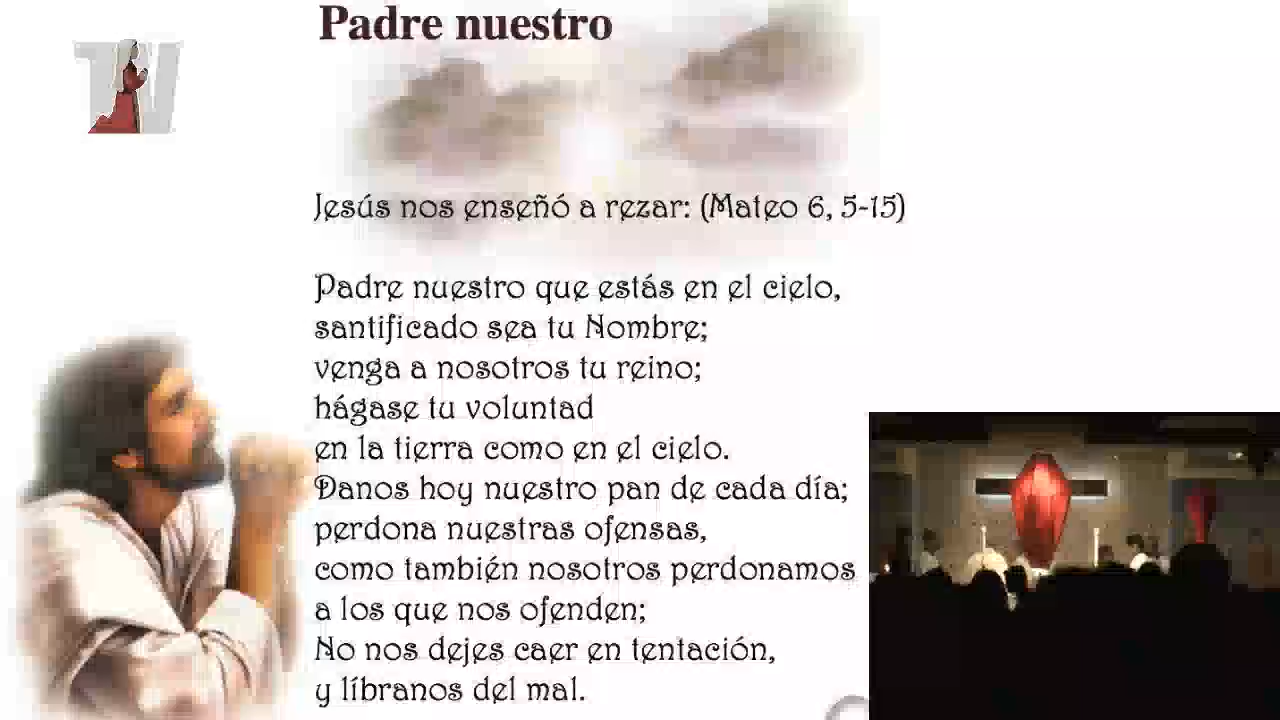 Padre nuestro
Jesús nos enseñó a rezar: (Mateo 6, 5-15)
Padre nuestro que estás en el cielo,
santificado sea tu Nombre;
venga a nosotros tu reino;
hágase tu voluntad
en la tierra como en el cielo.
Danos hoy nuestro pan de cada día;
perdona nuestras ofensas,
como también nosotros perdonamos
a los que nos ofenden;
No nos dejes caer en tentación,
y líbranos del mal.